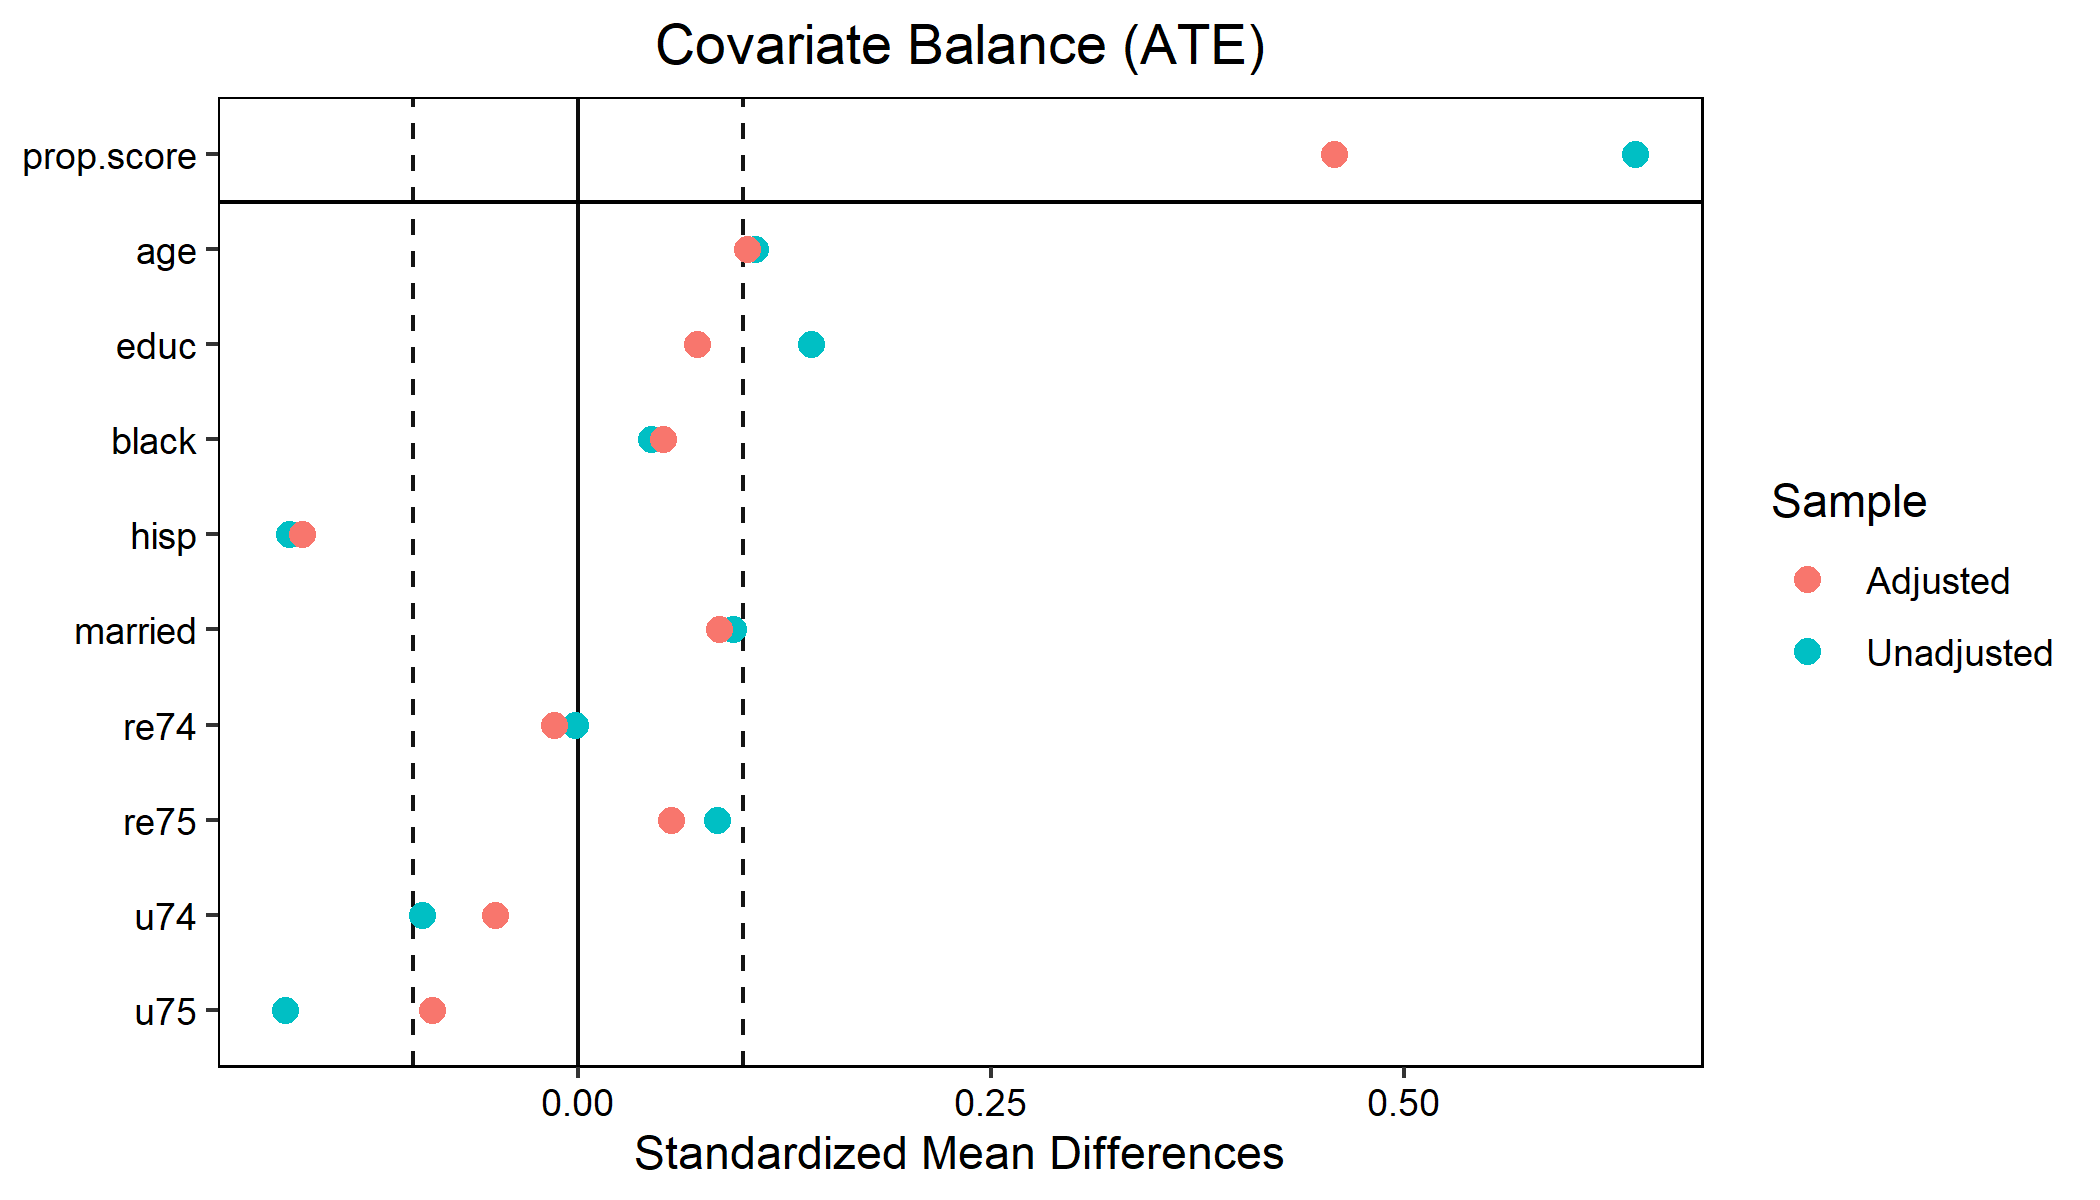 Covariate Balance (ATE)
prop.score
age
educ
black
hisp
married
re74
re75
u74
u75
0.00
0.25
0.50
Standardized Mean Differences
Sample
Adjusted
Unadjusted